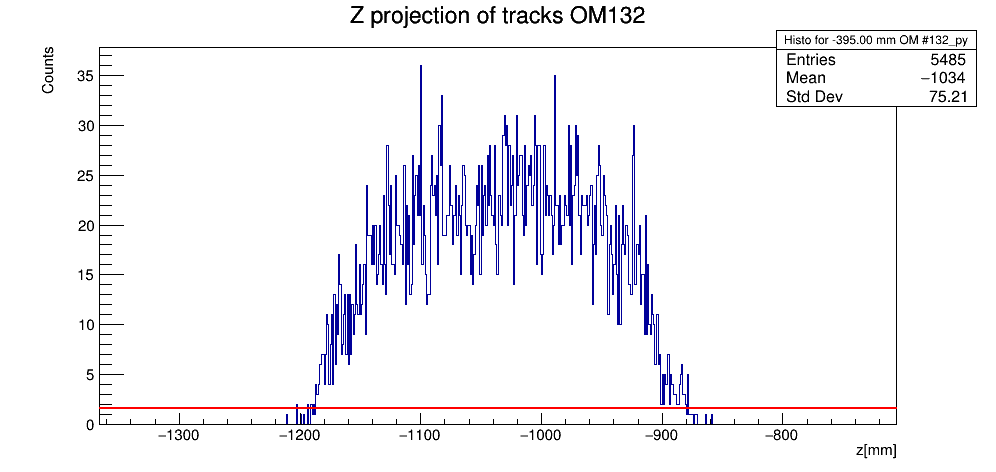 Z projection of tracks OM132
Histo for -395.00 mm OM #132_py
Entries 5485
Mean −1034
Std Dev 75.21
Counts
35
30
25
20
15
10
5
0
−1300 −1200 −1100 −1000 −900 −800
z[mm]